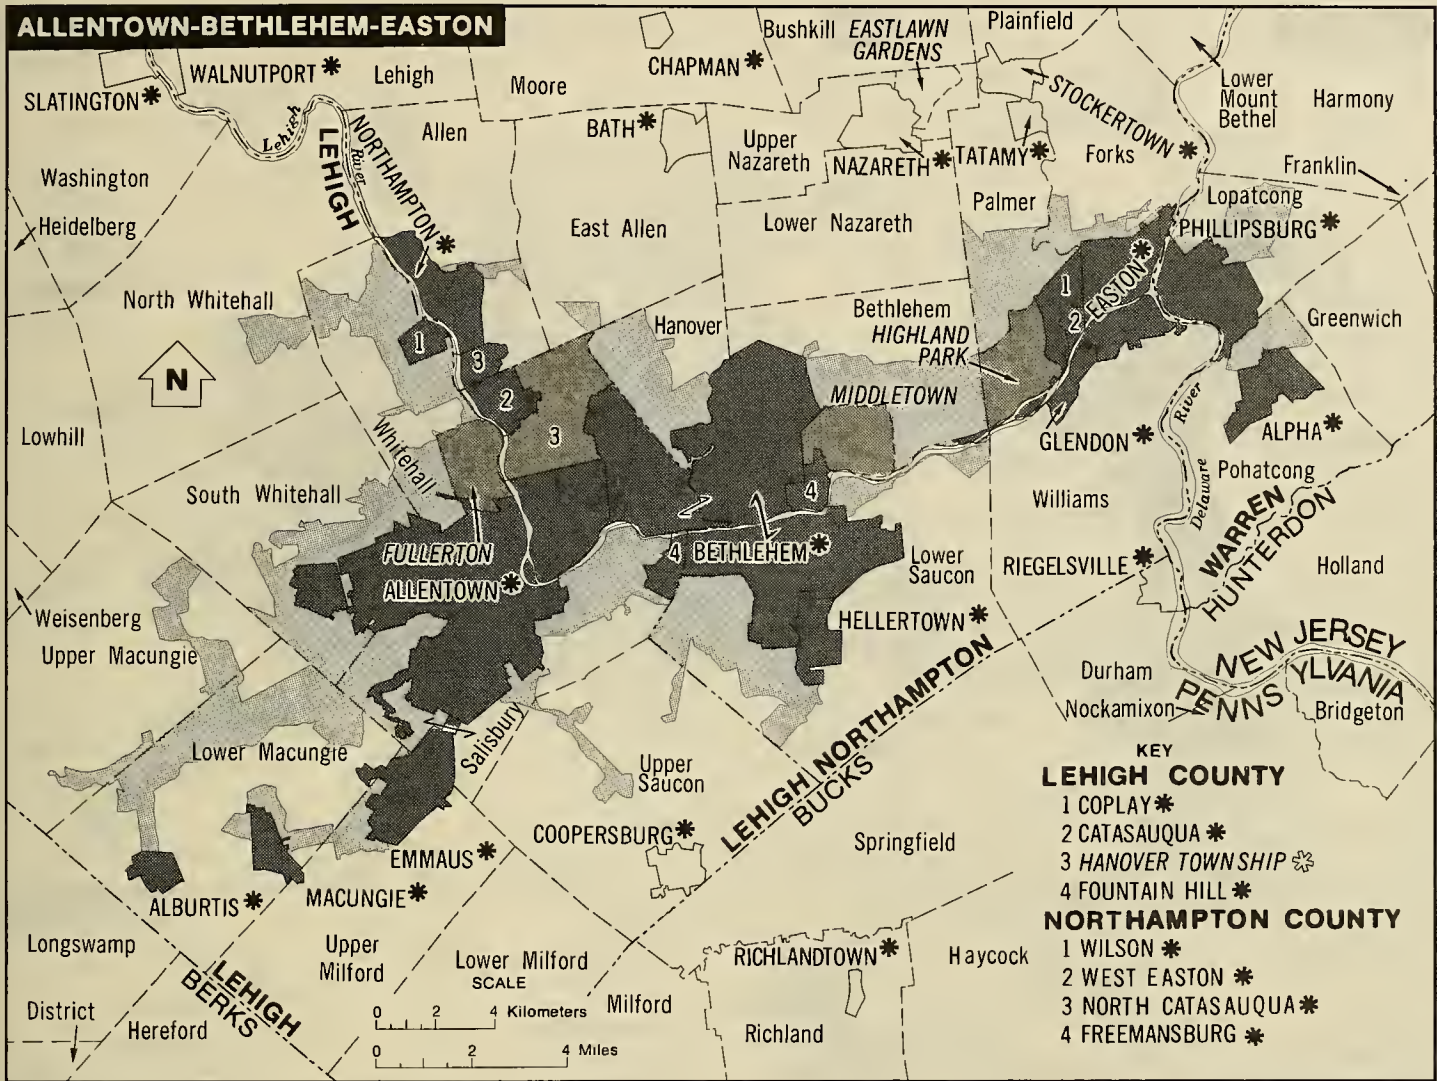 ALLENTOWN-BETHLEHEM-EASTON
Bushkill
EASTLAWN
GARDENS
Plainfield
WALNUTPORT *
Lehigh
Moore
CHAPMAN *
SLATINGTON *
Lower
Mount
Bethel
Harmony
STOCKERTOWN *
Lehigh
River
NORTHAMPTON *
LEHIGH
Allen
BATH *
Upper
Nazareth
NAZARETH *
TATAMY *
Forks
Franklin
Washington
Heidelberg
East Allen
Lower Nazareth
Palmer
Lopatcong
PHILLIPSBURG *
North Whitehall
Hanover
Bethlehem
HIGHLAND
PARK
1
2
EASTON *
Greenwich
N
1
3
2
3
MIDDLETOWN
River
Delaware
GLENDON *
ALPHA *
Lowhill
Whitehall
South Whitehall
Pohatcong
4
Williams
WARREN
HUNTERDON
FULLERTON
ALLENTOWN *
4
BETHLEHEM *
Lower
Saucon
RIEGELSVILLE *
Holland
Weisenberg
Upper Macungie
HELLERTOWN *
NEW JERSEY
PENNSYLVANIA
Durham
Nockamixon
Bridgeton
Lower Macungie
Salisbury
Upper
Saucon
LEHIGH
NORTHAMPTON
BUCKS
COOPERSBURG *
Springfield
EMMAUS *
MACUNGIE *
ALBURTIS *
Longswamp
Upper
Milford
Lower Milford
RICHLANDTOWN *
Haycock
LEHIGH
BERKS
District
Hereford
Milford
Richland
SCALE
0 2 4 Kilometers
0 2 4 Miles
KEY
LEHIGH COUNTY
1 COPLAY *
2 CATASAUQUA *
3 HANOVER TOWNSHIP *
4 FOUNTAIN HILL *
NORTHAMPTON COUNTY
1 WILSON *
2 WEST EASTON *
3 NORTH CATASAUQUA *
4 FREEMANSBURG *